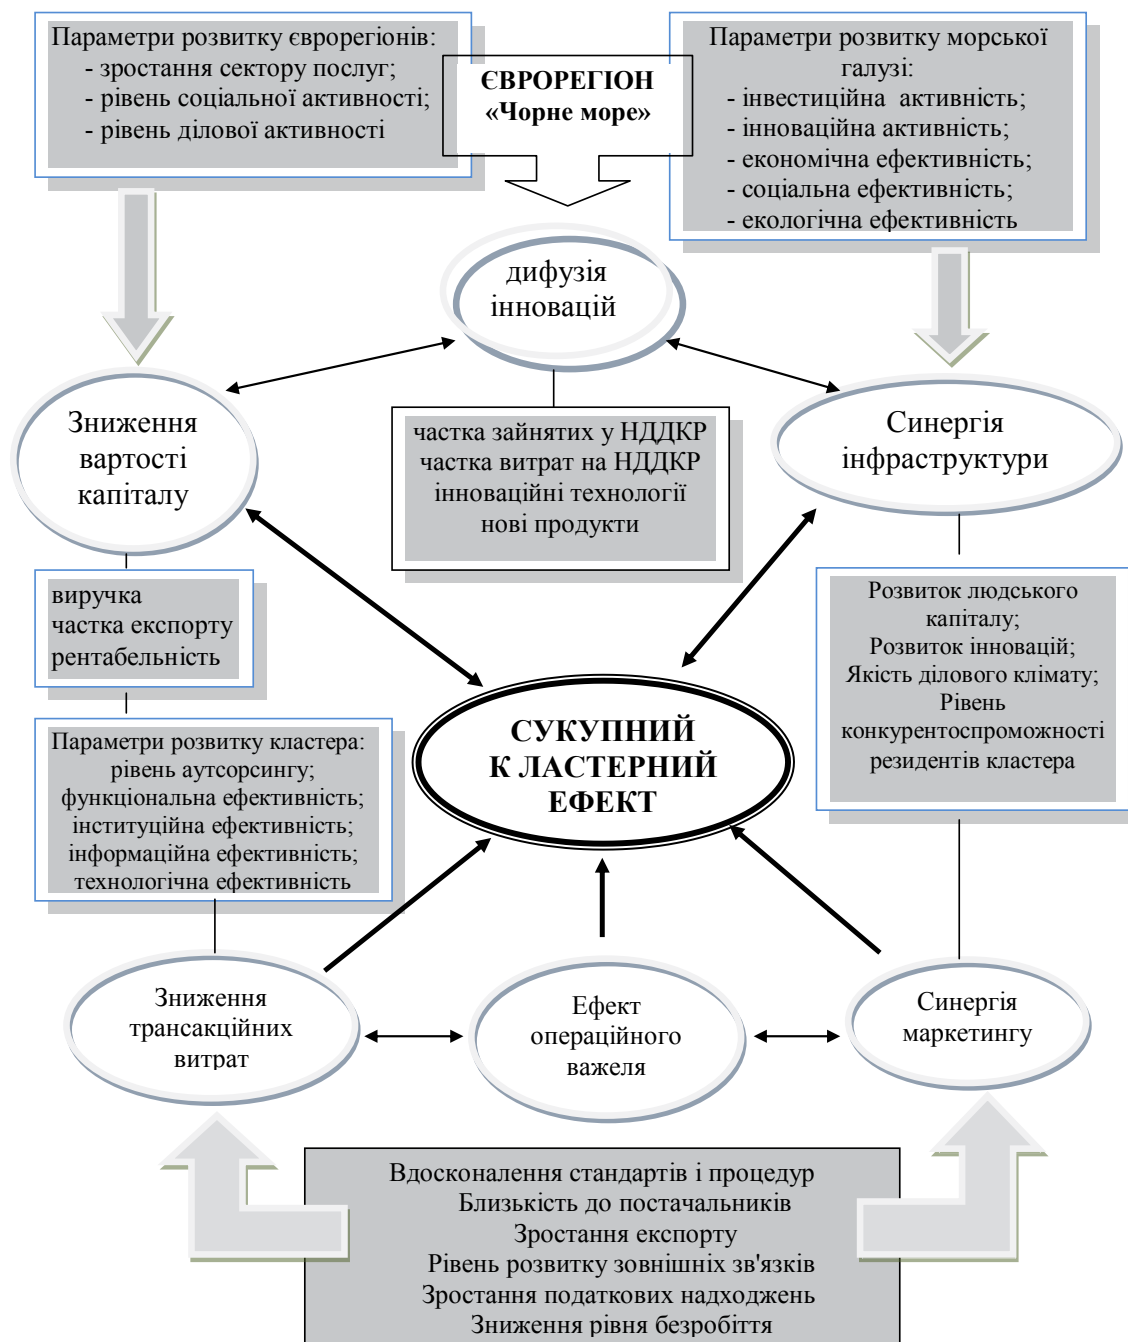 Параметри розвитку єврорегіонів:
- зростання сектору послуг;
- рівень соціальної активності;
- рівень ділової активності
ЄВРОРЕГІОН
«Чорне море»
Параметри розвитку морської
галузі:
- інвестиційна активність;
- інноваційна активність;
- економічна ефективність;
- соціальна ефективність;
- екологічна ефективність
дифузія
інновацій
Зниження
вартості
капіталу
частка зайнятих у НДДКР
частка витрат на НДДКР
інноваційні технології
нові продукти
Синергія
інфраструктури
виручка
частка експорту
рентабельність
Розвиток людського
капіталу;
Розвиток інновацій;
Якість ділового клімату;
Рівень
конкурентоспроможності
резидентів кластера
Параметри розвитку кластера:
рівень аутсорсингу;
функціональна ефективність;
інституційна ефективність;
інформаційна ефективність;
технологічна ефективність
СУКУПНИЙ
К ЛАСТЕРНИЙ
ЕФЕКТ
Зниження
трансакційних
витрат
Ефект
операційного
важеля
Синергія
маркетингу
Вдосконалення стандартів і процедур
Близькість до постачальників
Зростання експорту
Рівень розвитку зовнішніх зв'язків
Зростання податкових надходжень
Зниження рівня безробіття